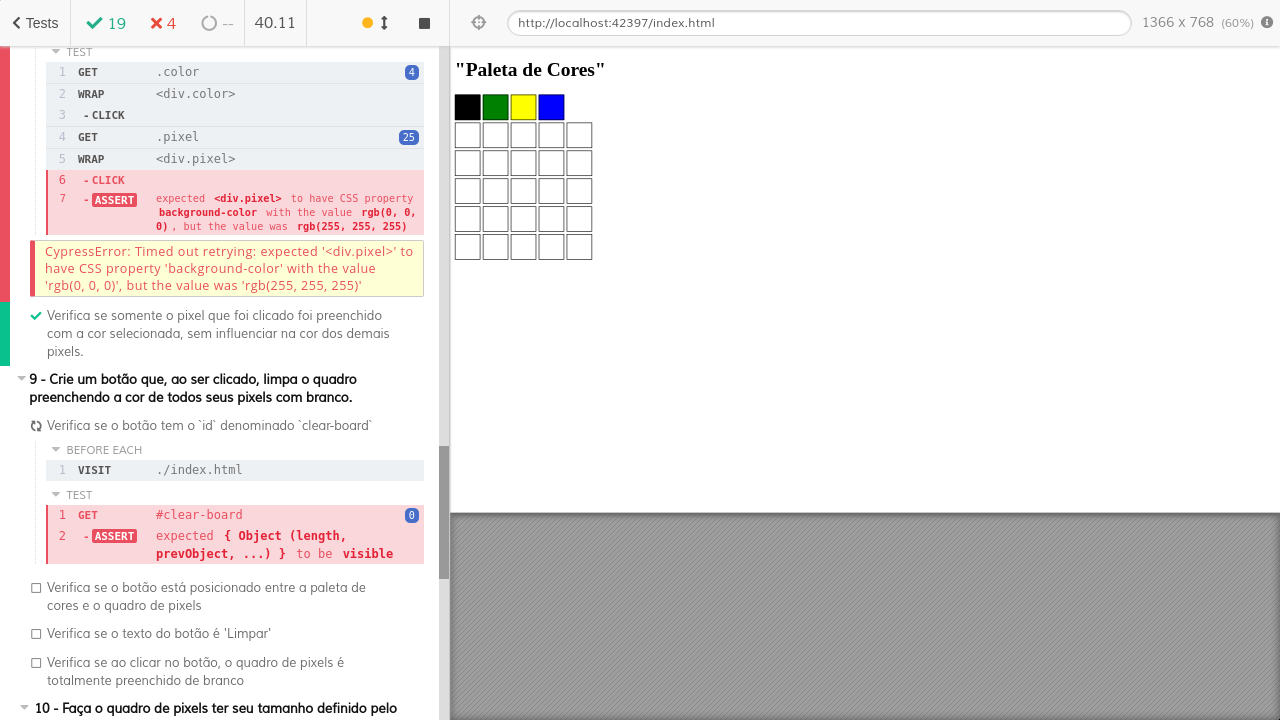 Tests
19
4
--
40.11
http://localhost:42397/index.html
1366 x 768 (60%)
TEST
1 GET .color 4
2 WRAP <div.color>
3 - CLICK
4 GET .pixel 25
5 WRAP <div.pixel>
6 - CLICK
7 - ASSERT expected <div.pixel> to have CSS property
background-color with the value rgb(0, 0,
0) , but the value was rgb(255, 255, 255)
CypressError: Timed out retrying: expected '<div.pixel>' to
have CSS property 'background-color' with the value
'rgb(0, 0, 0)', but the value was 'rgb(255, 255, 255)'
Verifica se somente o pixel que foi clicado foi preenchido
com a cor selecionada, sem influenciar na cor dos demais
pixels.
9 - Crie um botão que, ao ser clicado, limpa o quadro
preenchendo a cor de todos seus pixels com branco.
Verifica se o botão tem o `id` denominado `clear-board`
BEFORE EACH
1 VISIT ./index.html
TEST
1 GET #clear-board 0
2 - ASSERT expected { Object (length,
prevObject, ...) } to be visible
Verifica se o botão está posicionado entre a paleta de
cores e o quadro de pixels
Verifica se o texto do botão é 'Limpar'
Verifica se ao clicar no botão, o quadro de pixels é
totalmente preenchido de branco
10 - Faça o quadro de pixels ter seu tamanho definido pelo
"Paleta de Cores"